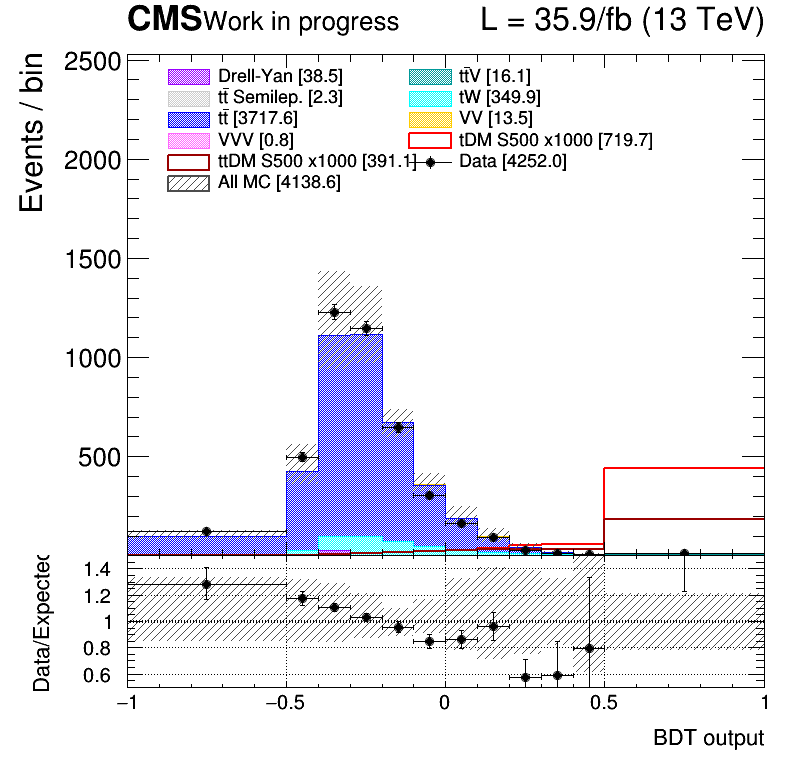 CMS Work in progress L = 35.9/fb (13 TeV)
Events / bin
2500
2000
1500
1000
500
Drell-Yan [38.5] tt̄V [16.1]
tt̄ Semilep. [2.3] tW [349.9]
tt̄ [3717.6] VV [13.5]
VVV [0.8] tDM S500 x1000 [719.7]
ttDM S500 x1000 [391.1] Data [4252.0]
All MC [4138.6]
Data/Expected
1.4
1.2
1
0.8
0.6
−1 −0.5 0 0.5 1
BDT output